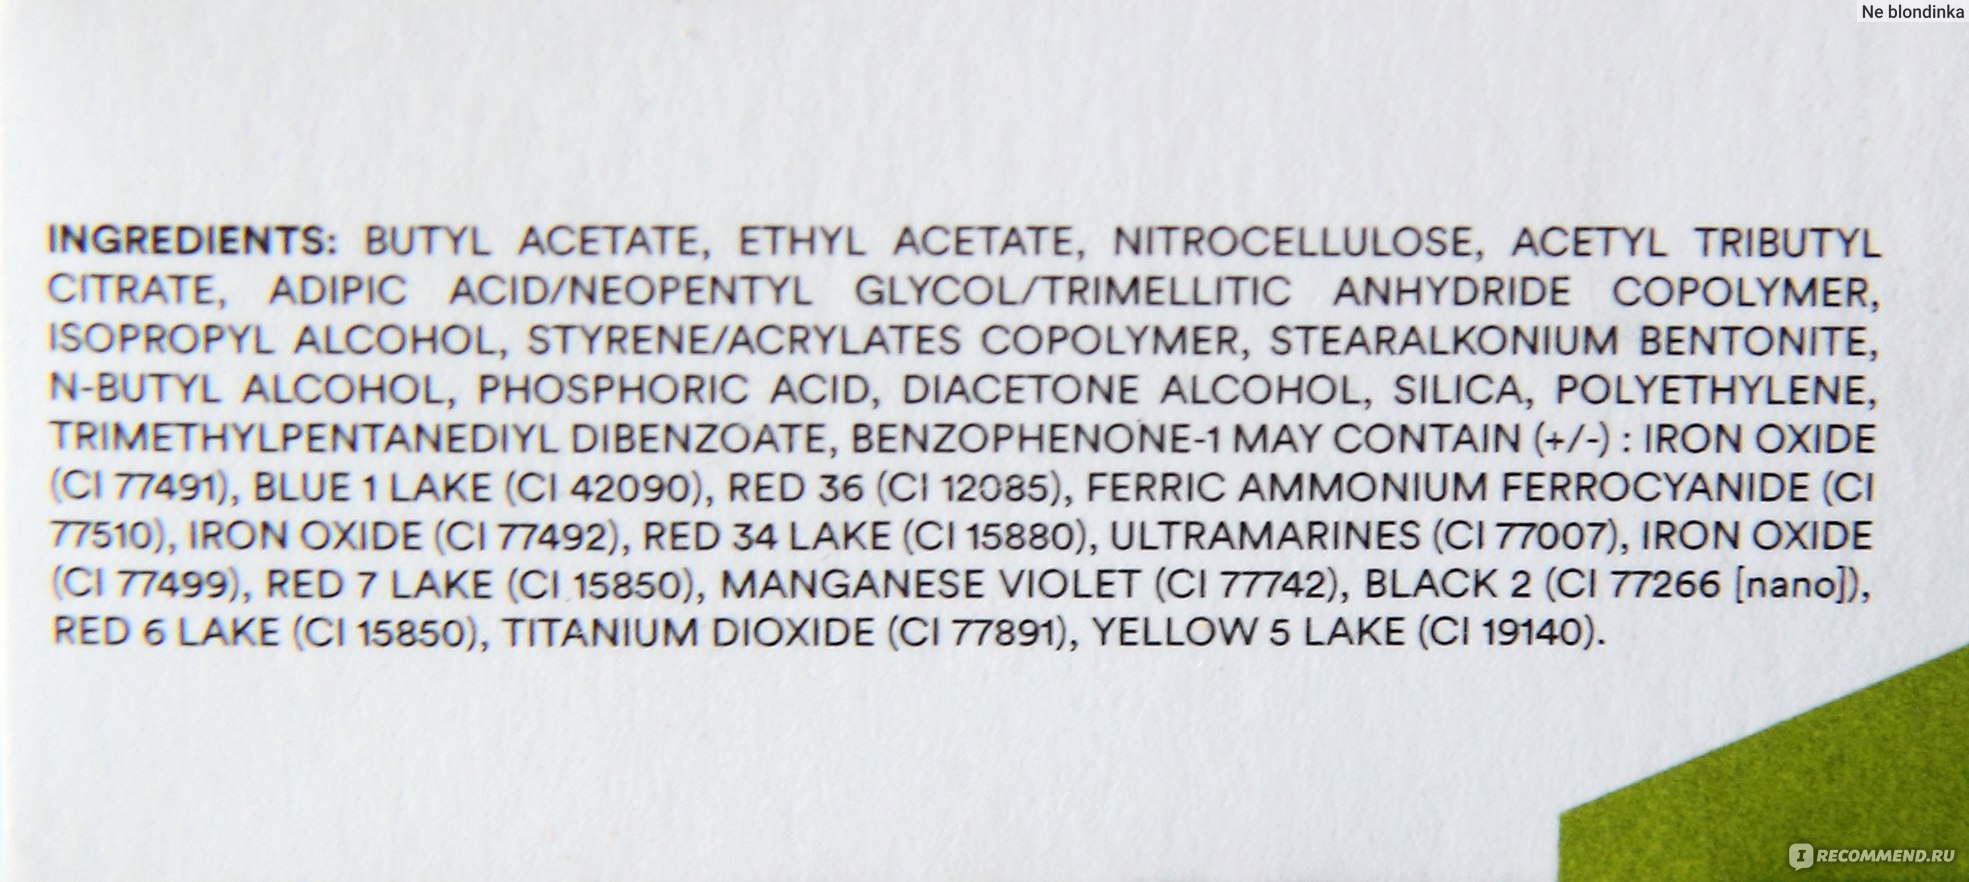 Ne blondinka
INGREDIENTS: BUTYL ACETATE, ETHYL ACETATE, NITROCELLULOSE, ACETYL TRIBUTYL
CITRATE, ADIPIC ACID/NEOPENTYL GLYCOL/TRIMELLITIC ANHYDRIDE COPOLYMER,
ISOPROPYL ALCOHOL, STYRENE/ACRYLATES COPOLYMER, STEARALKONIUM BENTONITE,
N-BUTYL ALCOHOL, PHOSPHORIC ACID, DIACETONE ALCOHOL, SILICA, POLYETHYLENE,
TRIMETHYLPENTANEDIYL DIBENZOATE, BENZOPHENONE-1 MAY CONTAIN (+/-) : IRON OXIDE
(CI 77491), BLUE 1 LAKE (CI 42090), RED 36 (CI 12085), FERRIC AMMONIUM FERROCYANIDE (CI
77510), IRON OXIDE (CI 77492), RED 34 LAKE (CI 15880), ULTRAMARINES (CI 77007), IRON OXIDE
(CI 77499), RED 7 LAKE (CI 15850), MANGANESE VIOLET (CI 77742), BLACK 2 (CI 77266 [nano]),
RED 6 LAKE (CI 15850), TITANIUM DIOXIDE (CI 77891), YELLOW 5 LAKE (CI 19140).
I RECOMMEND.RU